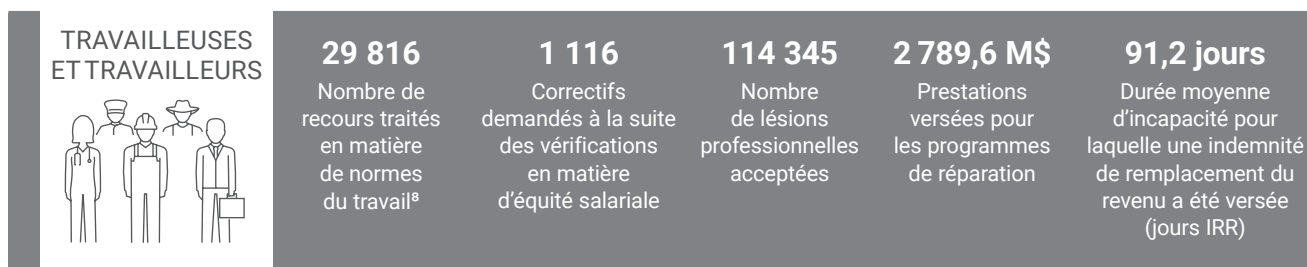 TRAVAILLEUSES
ET TRAVAILLEURS
29 816
Nombre de
recours traités
en matière
de normes
du travail⁸
1 116
Correctifs
demandés à la suite
des vérifications
en matière
d'équité salariale
114 345
Nombre
de lésions
professionnelles
acceptées
2 789,6 M$
Prestations
versées pour
les programmes
de réparation
91,2 jours
Durée moyenne
d'incapacité pour
laquelle une indemnité
de remplacement du
revenu a été versée
(jours IRR)